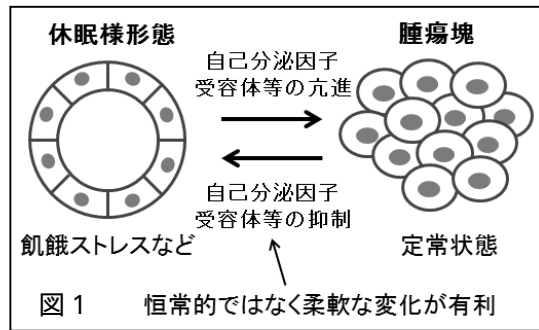 休眠様形態
腫瘍塊
自己分泌因子
受容体等の亢進
自己分泌因子
受容体等の抑制
飢餓ストレスなど
定常状態
図1 恒常的ではなく柔軟な変化が有利